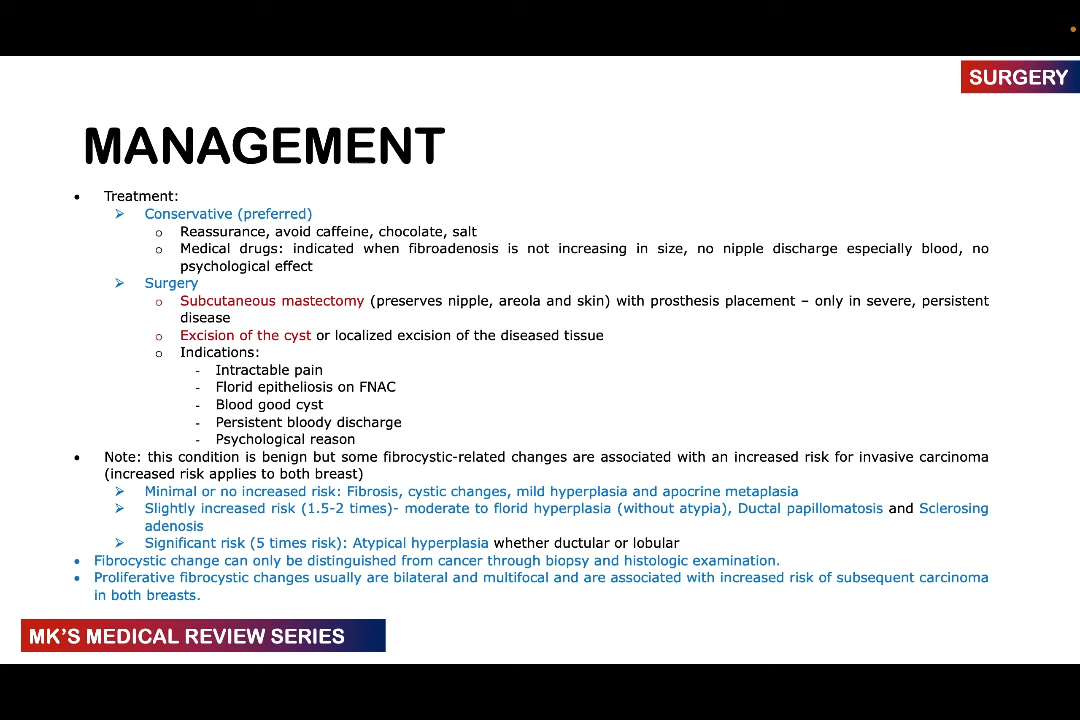 SURGERY
MANAGEMENT
• Treatment:
➢ Conservative (preferred)
o Reassurance, avoid caffeine, chocolate, salt
o Medical drugs: indicated when fibroadenosis is not increasing in size, no nipple discharge especially blood, no
psychological effect
➢ Surgery
o Subcutaneous mastectomy (preserves nipple, areola and skin) with prosthesis placement – only in severe, persistent
disease
o Excision of the cyst or localized excision of the diseased tissue
o Indications:
- Intractable pain
- Florid epitheliosis on FNAC
- Blood good cyst
- Persistent bloody discharge
- Psychological reason
• Note: this condition is benign but some fibrocystic-related changes are associated with an increased risk for invasive carcinoma
(increased risk applies to both breast)
➢ Minimal or no increased risk: Fibrosis, cystic changes, mild hyperplasia and apocrine metaplasia
➢ Slightly increased risk (1.5-2 times)- moderate to florid hyperplasia (without atypia), Ductal papillomatosis and Sclerosing
adenosis
➢ Significant risk (5 times risk): Atypical hyperplasia whether ductular or lobular
• Fibrocystic change can only be distinguished from cancer through biopsy and histologic examination.
• Proliferative fibrocystic changes usually are bilateral and multifocal and are associated with increased risk of subsequent carcinoma
in both breasts.
MK'S MEDICAL REVIEW SERIES